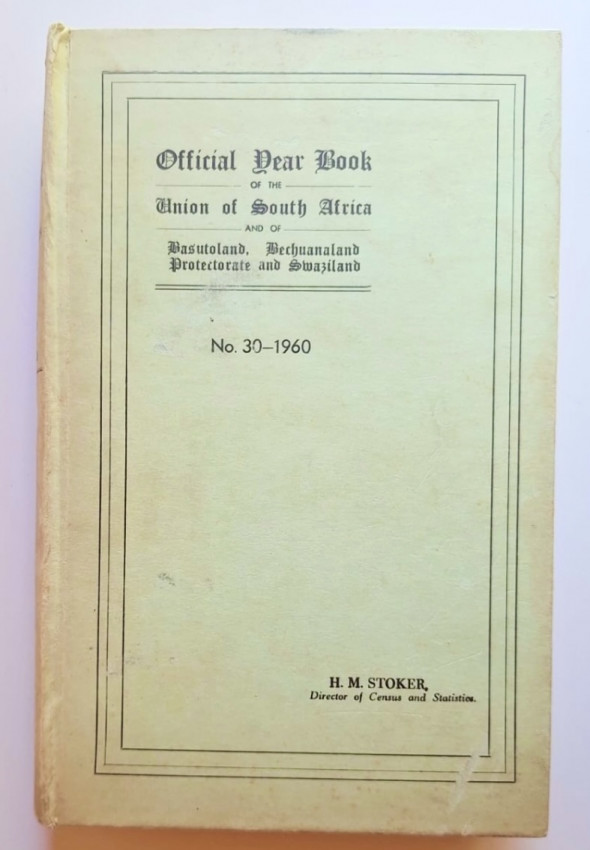 Official Year Book
OF THE
Union of South Africa
AND OF
Basutoland, Bechuanaland
Protectorate and Swaziland
No. 30–1960
H. M. STOKER,
Director of Census and Statistics.